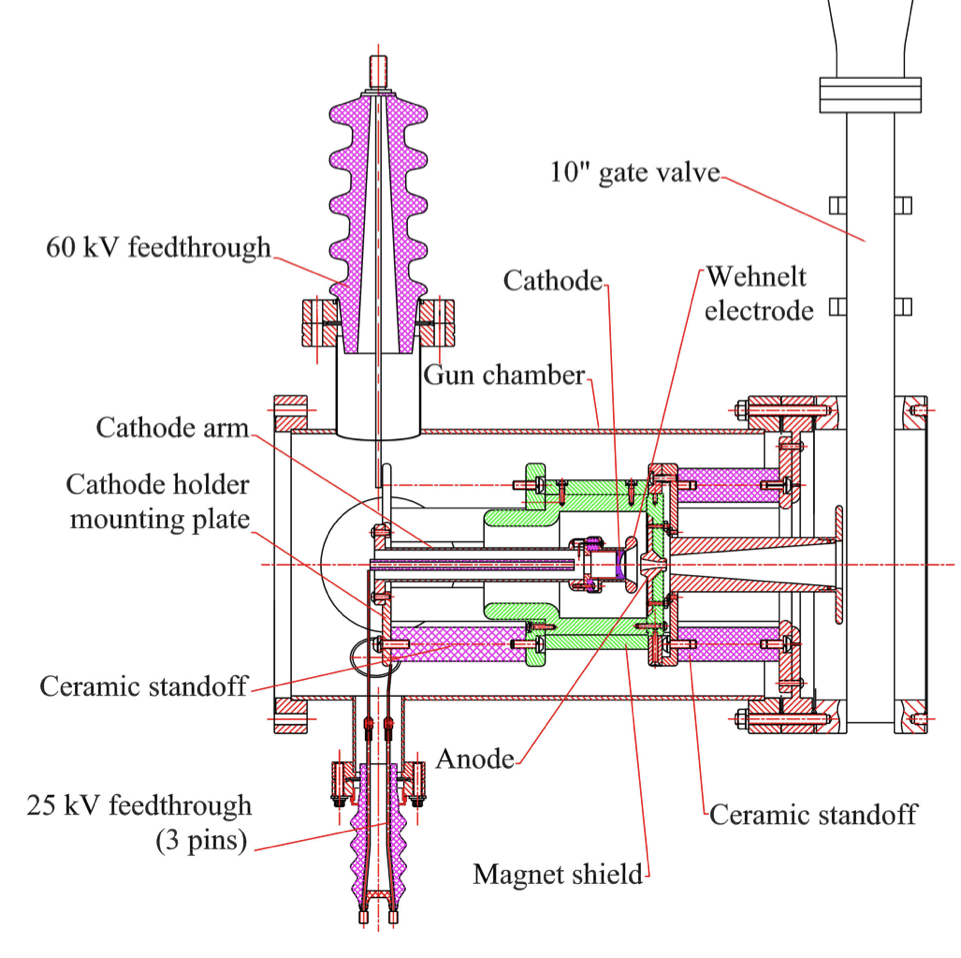 10" gate valve
60 kV feedthrough
Cathode
Wehnelt
electrode
Gun chamber
Cathode arm
Cathode holder
mounting plate
Ceramic standoff
Anode
25 kV feedthrough
(3 pins)
Ceramic standoff
Magnet shield